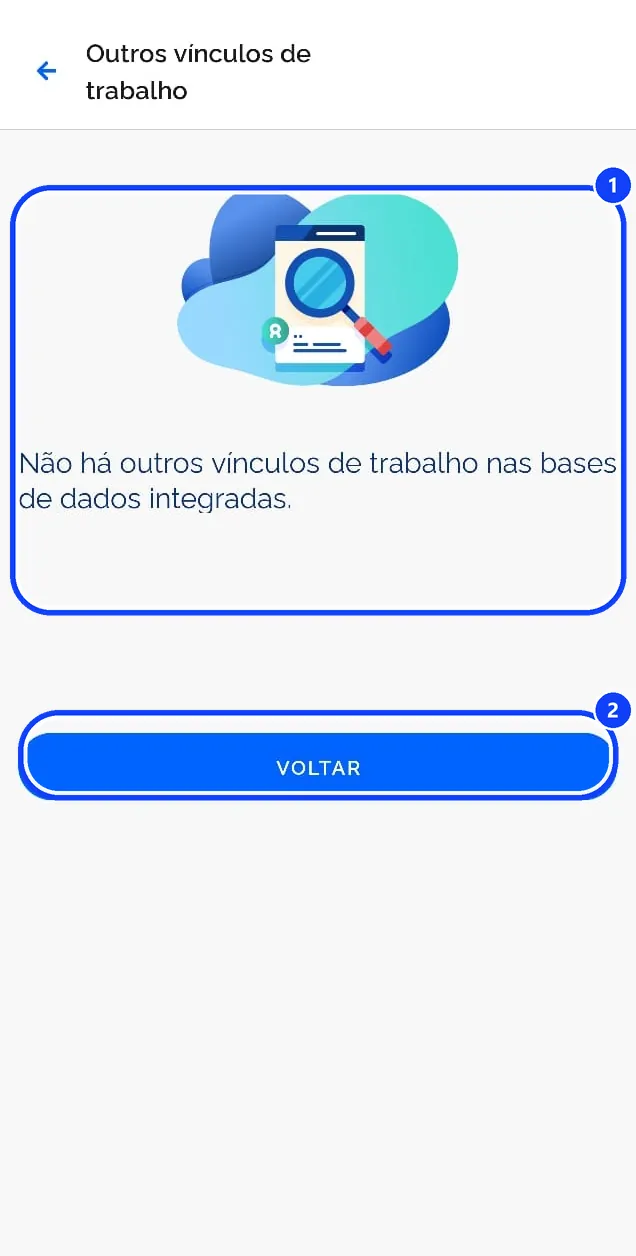 Outros vínculos de
trabalho
1
Não há outros vínculos de trabalho nas bases
de dados integradas.
2
VOLTAR